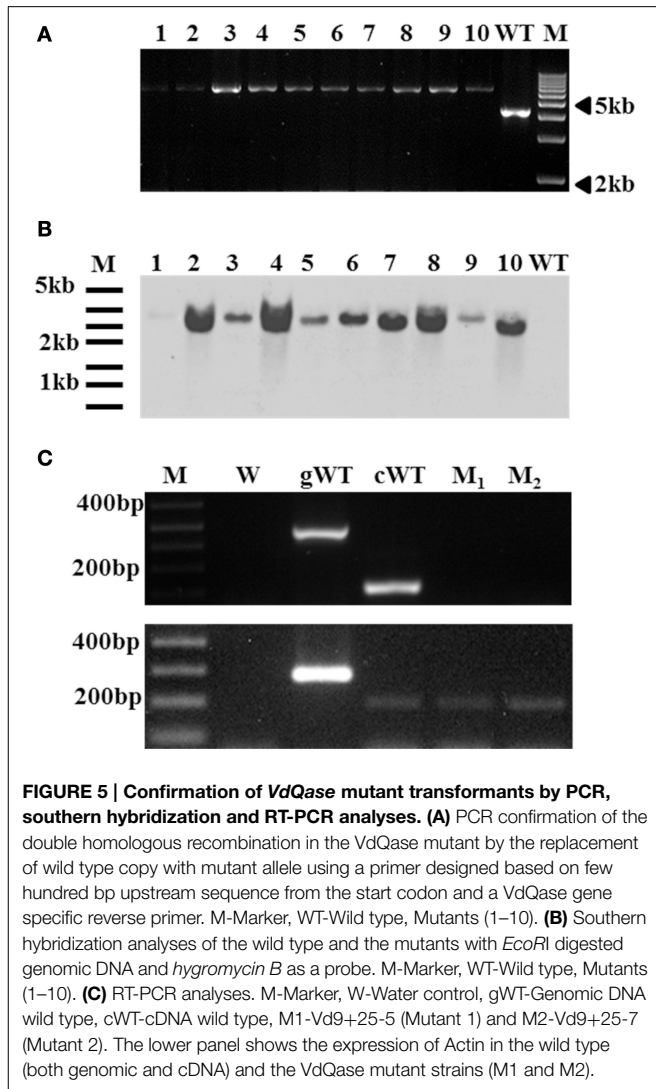 A
1 2 3 4 5 6 7 8 9 10 WT M
◀5kb
◀2kb
B
M 1 2 3 4 5 6 7 8 9 10 WT
5kb
2kb
1kb
C
M W gWT cWT M₁ M₂
400bp
200bp
400bp
200bp
FIGURE 5 | Confirmation of VdQase mutant transformants by PCR,
southern hybridization and RT-PCR analyses. (A) PCR confirmation of the
double homologous recombination in the VdQase mutant by the replacement
of wild type copy with mutant allele using a primer designed based on few
hundred bp upstream sequence from the start codon and a VdQase gene
specific reverse primer. M-Marker, WT-Wild type, Mutants (1–10). (B) Southern
hybridization analyses of the wild type and the mutants with EcoRI digested
genomic DNA and hygromycin B as a probe. M-Marker, WT-Wild type, Mutants
(1–10). (C) RT-PCR analyses. M-Marker, W-Water control, gWT-Genomic DNA
wild type, cWT-cDNA wild type, M1-Vd9+25-5 (Mutant 1) and M2-Vd9+25-7
(Mutant 2). The lower panel shows the expression of Actin in the wild type
(both genomic and cDNA) and the VdQase mutant strains (M1 and M2).